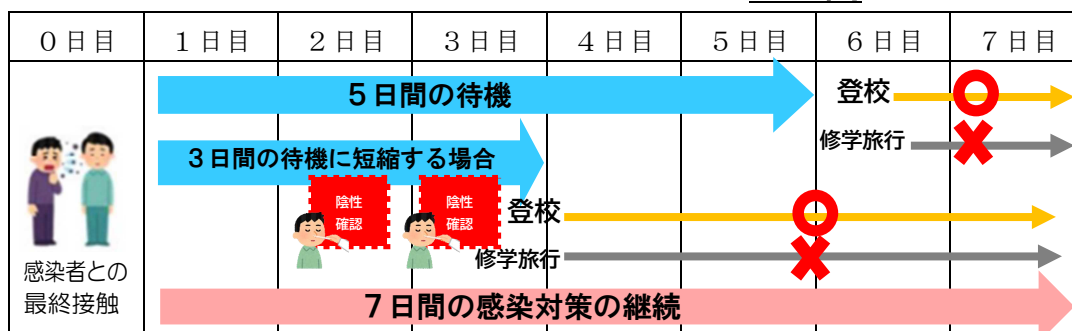 ０日目
１日目
２日目
３日目
４日目
５日目
６日目
７日目
５日間の待機
登校
修学旅行
３日間の待機に短縮する場合
陰性
確認
陰性
確認
登校
修学旅行
感染者との
最終接触
７日間の感染対策の継続